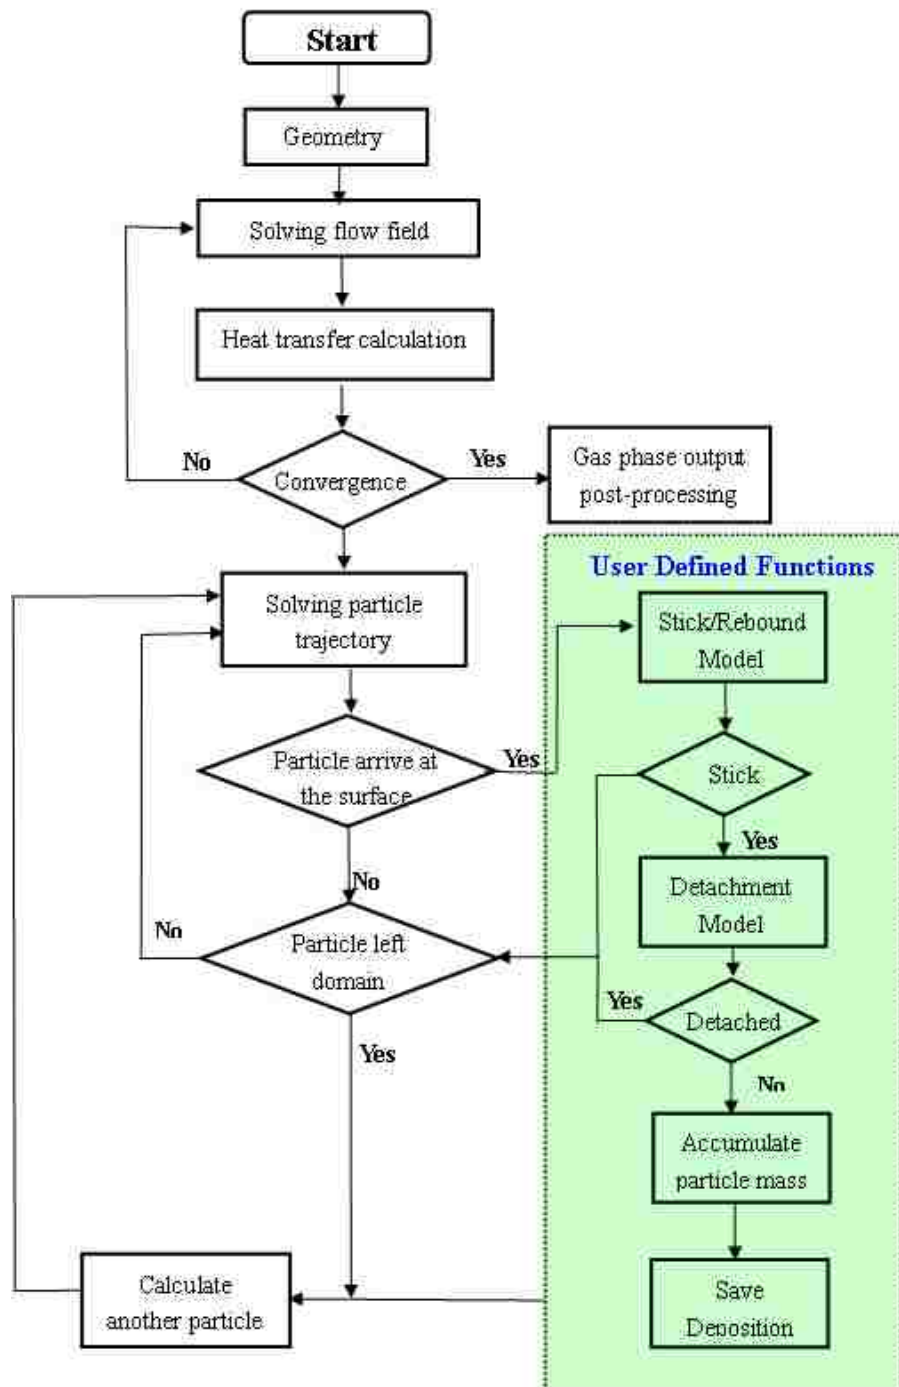 Start
Geometry
Solving flow field
Heat transfer calculation
No
Convergence
Yes
Gas phase output
post-processing
User Defined Functions
Solving particle
trajectory
Stick/Rebound
Model
Particle arrive at
the surface
Yes
Stick
Yes
No
Detachment
Model
No
Particle left
domain
Yes
Detached
Yes
No
Accumulate
particle mass
Calculate
another particle
Save
Deposition